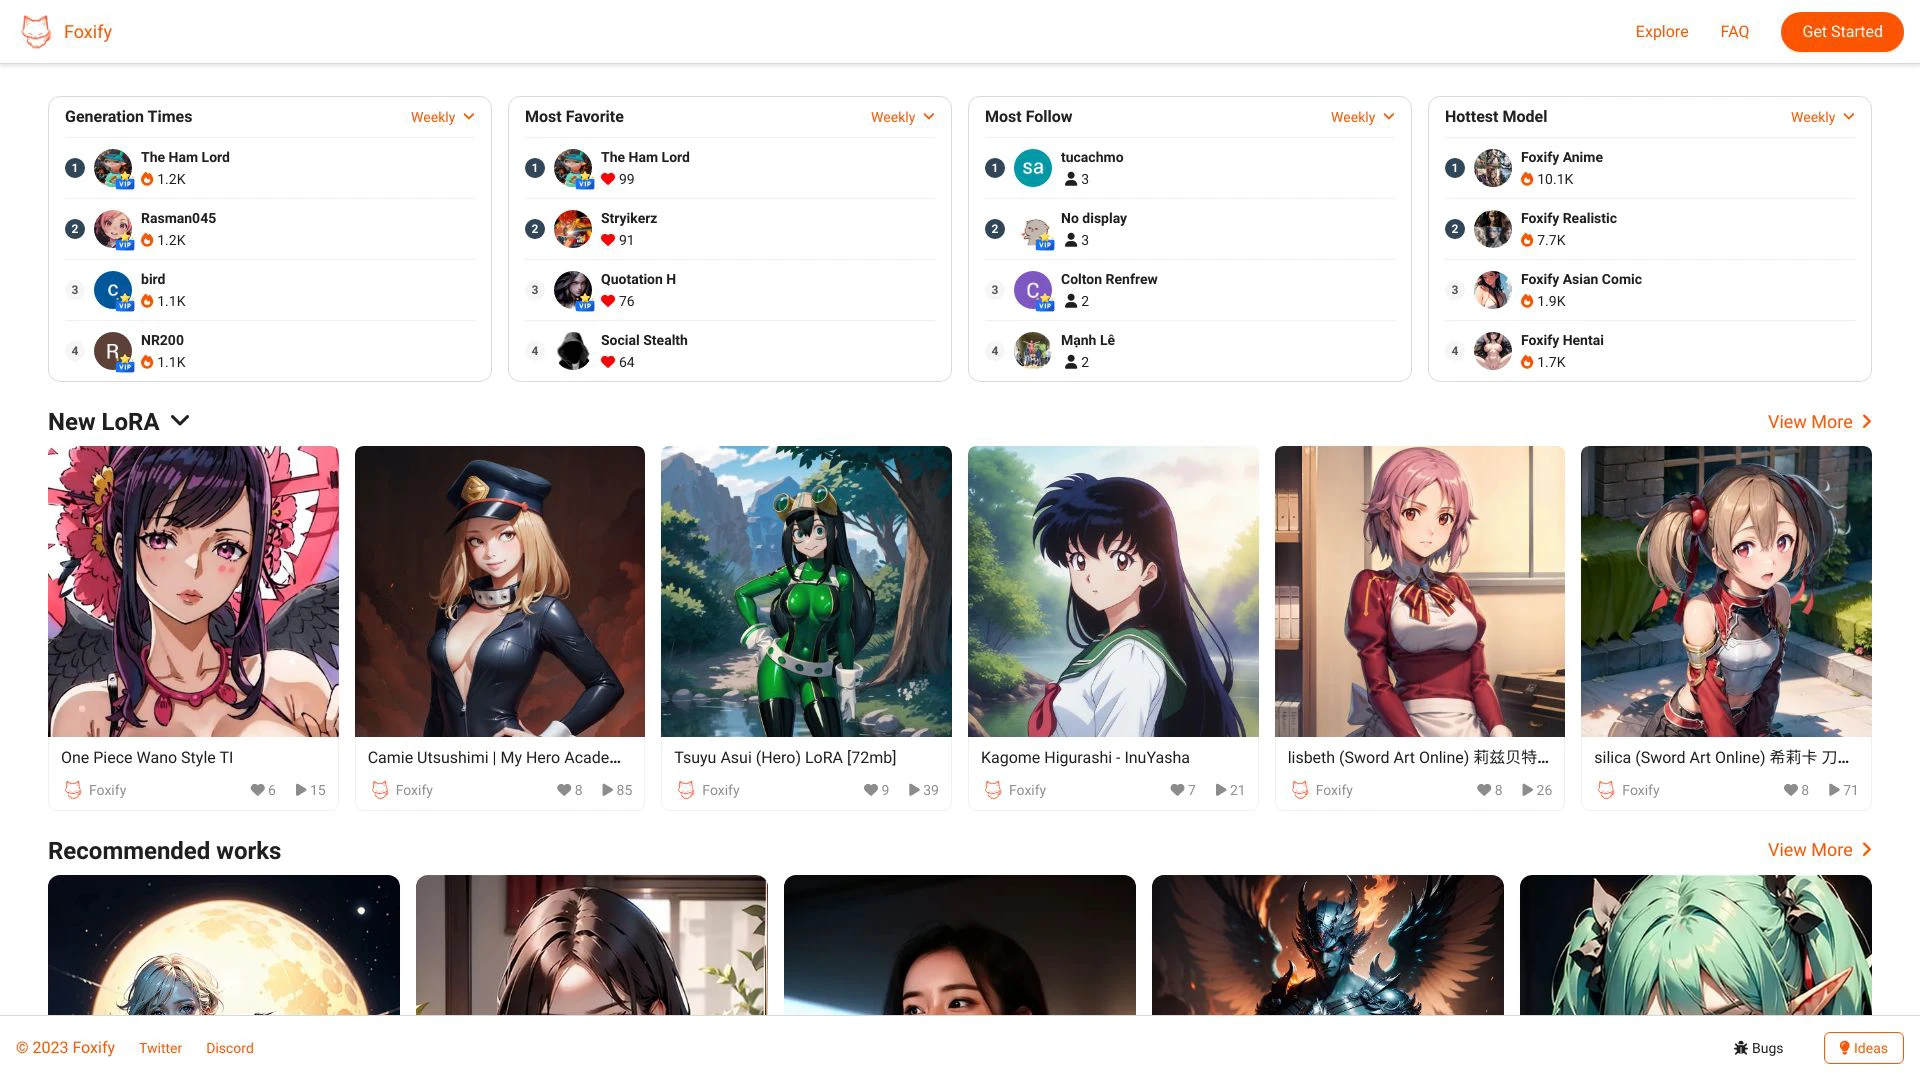 Foxify
Explore
FAQ
Get Started
Generation Times
Weekly
1
The Ham Lord
VIP
1.2K
2
Rasman045
VIP
1.2K
3
C
bird
VIP
1.1K
4
R
NR200
VIP
1.1K
Most Favorite
Weekly
1
The Ham Lord
VIP
99
2
Stryikerz
91
3
Quotation H
VIP
76
4
Social Stealth
64
Most Follow
Weekly
1
sa
tucachmo
3
2
No display
VIP
3
3
C
Colton Renfrew
VIP
2
4
Mạnh Lê
2
Hottest Model
Weekly
1
Foxify Anime
10.1K
2
Foxify Realistic
7.7K
3
Foxify Asian Comic
1.9K
4
Foxify Hentai
1.7K
New LoRA
View More
One Piece Wano Style TI
Foxify
6
15
Camie Utsushimi | My Hero Acade...
Foxify
8
85
Tsuyu Asui (Hero) LoRA [72mb]
Foxify
9
39
Kagome Higurashi - InuYasha
Foxify
7
21
lisbeth (Sword Art Online) 莉兹贝特...
Foxify
8
26
silica (Sword Art Online) 希莉卡 刀...
Foxify
8
71
Recommended works
View More
© 2023 Foxify
Twitter
Discord
Bugs
Ideas